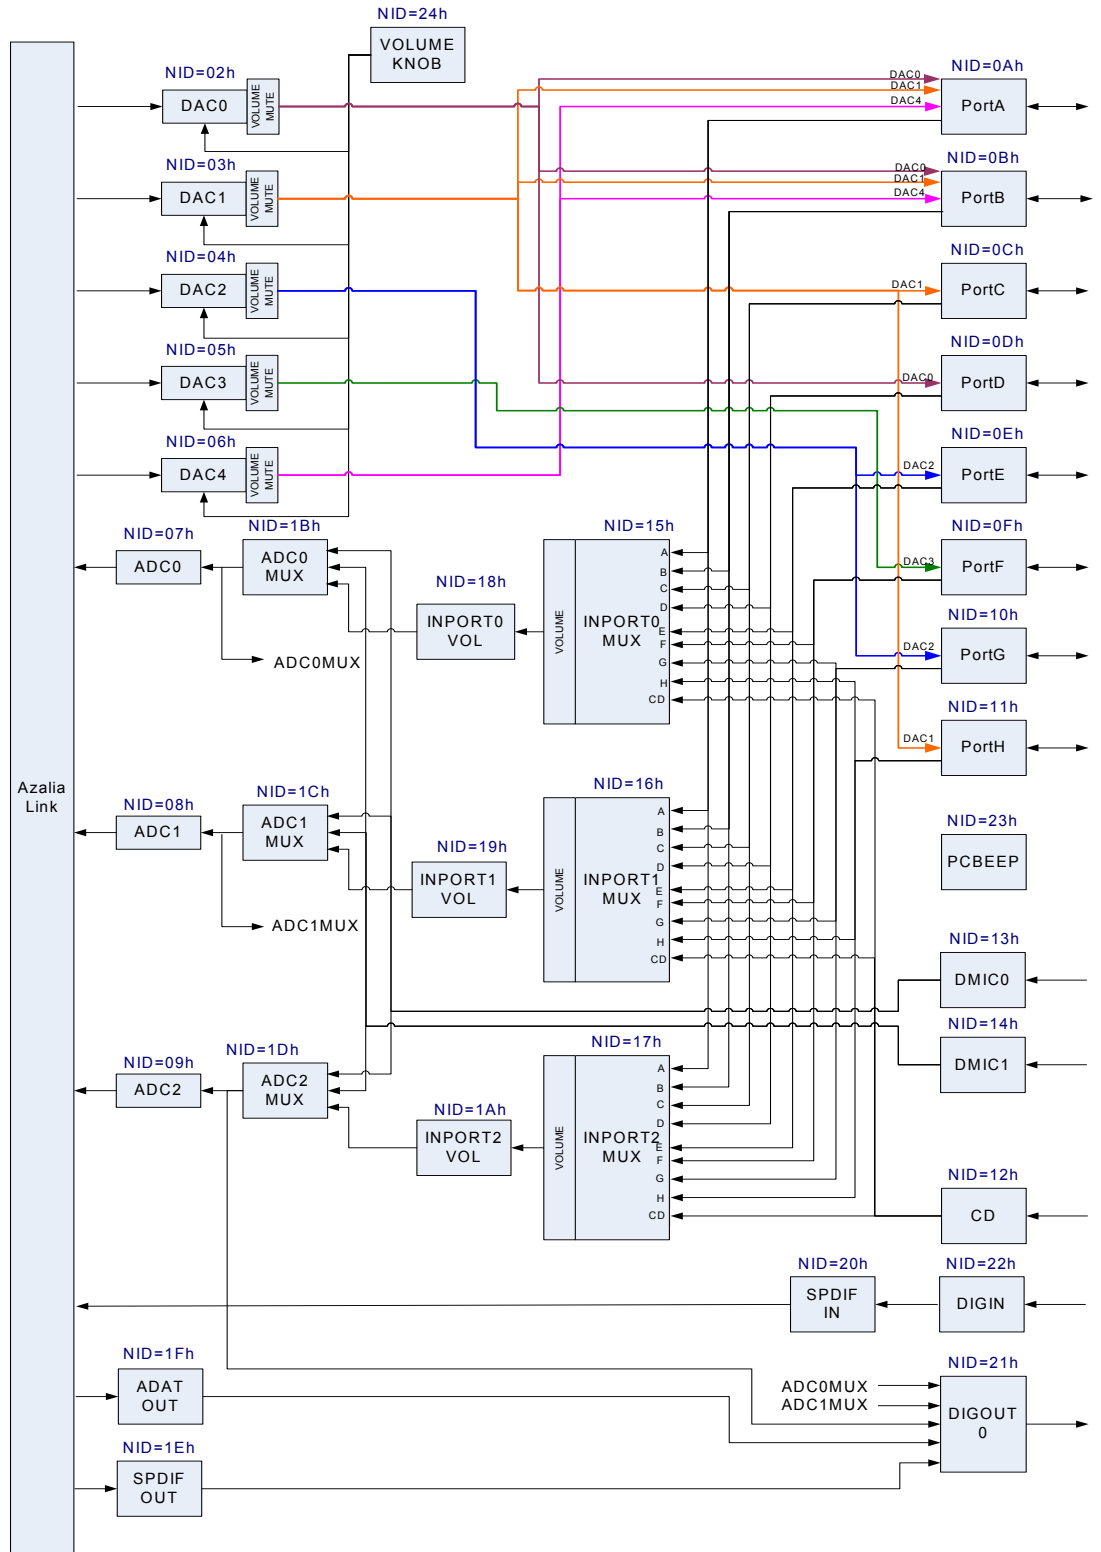 NID=24h
VOLUME
KNOB
NID=02h
DAC0
VOLUME
MUTE
NID=03h
DAC1
VOLUME
MUTE
NID=04h
DAC2
VOLUME
MUTE
NID=05h
DAC3
VOLUME
MUTE
NID=06h
DAC4
VOLUME
MUTE
DAC0
DAC1
DAC4
NID=0Ah
PortA
DAC0
DAC1
DAC4
NID=0Bh
PortB
DAC1
NID=0Ch
PortC
DAC0
NID=0Dh
PortD
DAC2
NID=0Eh
PortE
DAC3
NID=0Fh
PortF
DAC2
NID=10h
PortG
DAC1
NID=11h
PortH
NID=07h
ADC0
NID=1Bh
ADC0
MUX
ADC0MUX
NID=18h
INPORT0
VOL
NID=15h
VOLUME
INPORT0
MUX
A
B
C
D
E
F
G
H
CD
Azalia
Link
NID=08h
ADC1
NID=1Ch
ADC1
MUX
ADC1MUX
NID=19h
INPORT1
VOL
NID=16h
VOLUME
INPORT1
MUX
A
B
C
D
E
F
G
H
CD
NID=23h
PCBEEP
NID=13h
DMIC0
NID=14h
DMIC1
NID=09h
ADC2
NID=1Dh
ADC2
MUX
NID=1Ah
INPORT2
VOL
NID=17h
VOLUME
INPORT2
MUX
A
B
C
D
E
F
G
H
CD
NID=12h
CD
NID=20h
SPDIF
IN
NID=22h
DIGIN
NID=1Fh
ADAT
OUT
NID=1Eh
SPDIF
OUT
ADC0MUX
ADC1MUX
NID=21h
DIGOUT
0